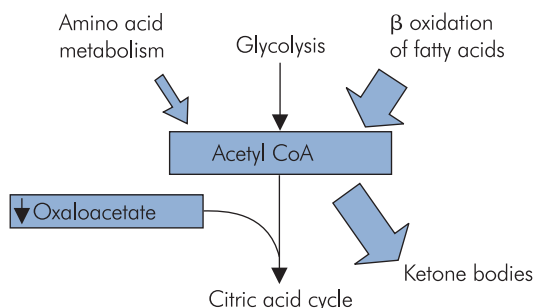 Amino acid
metabolism
Glycolysis
β oxidation
of fatty acids
Acetyl CoA
Oxaloacetate
Ketone bodies
Citric acid cycle